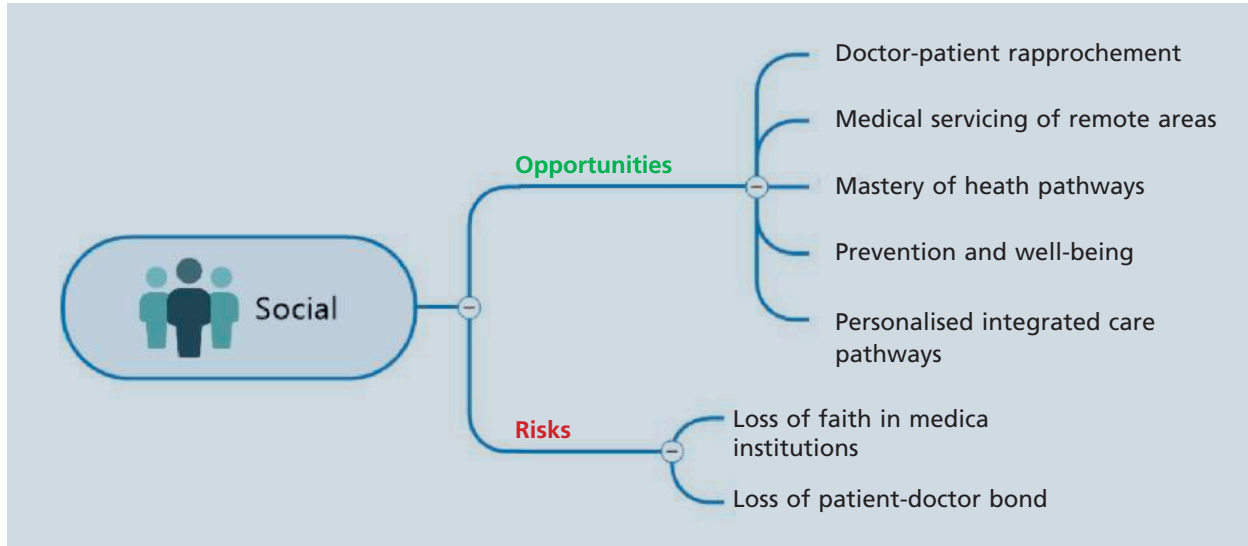 Social
Opportunities
Doctor-patient rapprochement
Medical servicing of remote areas
Mastery of heath pathways
Prevention and well-being
Personalised integrated care
pathways
Risks
Loss of faith in medica
institutions
Loss of patient-doctor bond